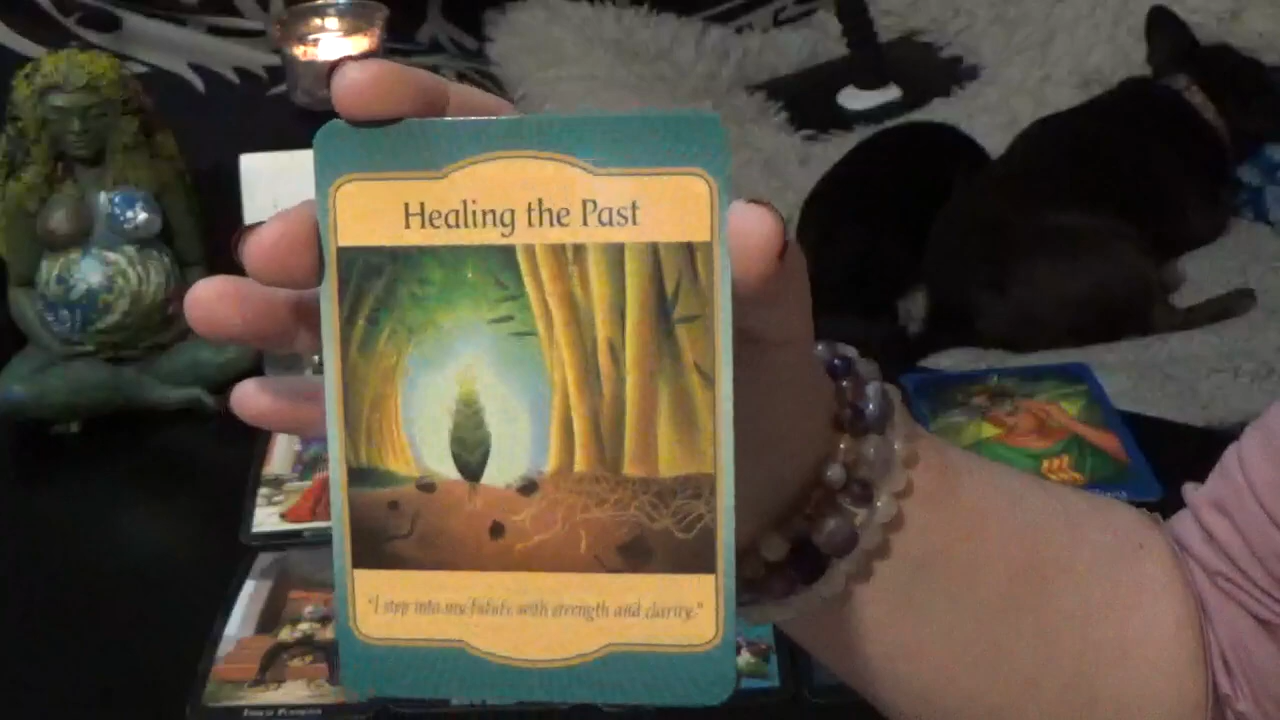 Healing the Past
"I step into my future with strength and clarity."